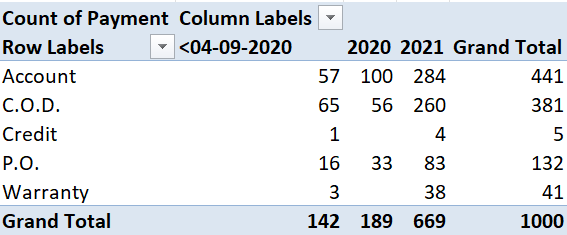 Count of Payment Column Labels
Row Labels <04-09-2020 2020 2021 Grand Total
Account 57 100 284 441
C.O.D. 65 56 260 381
Credit 1 4 5
P.O. 16 33 83 132
Warranty 3 38 41
Grand Total 142 189 669 1000